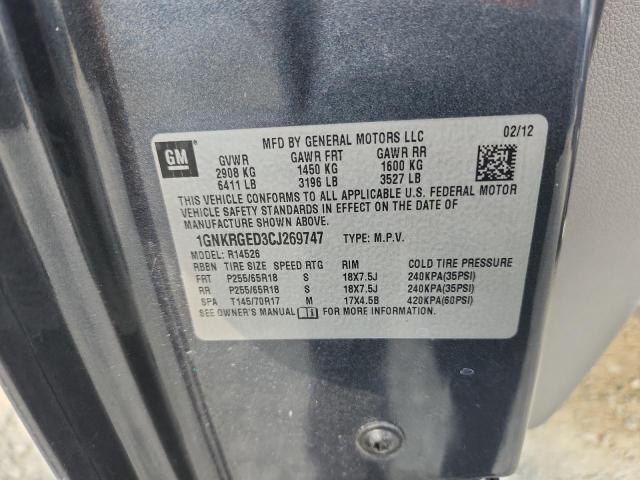 MFD BY GENERAL MOTORS LLC 02/12
GM GVWR GAWR FRT GAWR RR
2908 KG 1450 KG 1600 KG
6411 LB 3196 LB 3527 LB
THIS VEHICLE CONFORMS TO ALL APPLICABLE U.S. FEDERAL MOTOR
VEHICLE SAFETY STANDARDS IN EFFECT ON THE DATE OF
MANUFACTURE SHOWN ABOVE.
1GNKRGED3CJ269747 TYPE: M.P.V.
MODEL: R14526
RBBN TIRE SIZE SPEED RTG RIM COLD TIRE PRESSURE
FRT P255/65R18 S 18X7.5J 240KPA(35PSI)
RR P255/65R18 S 18X7.5J 240KPA(35PSI)
SPA T145/70R17 M 17X4.5B 420KPA(60PSI)
SEE OWNER'S MANUAL FOR MORE INFORMATION.